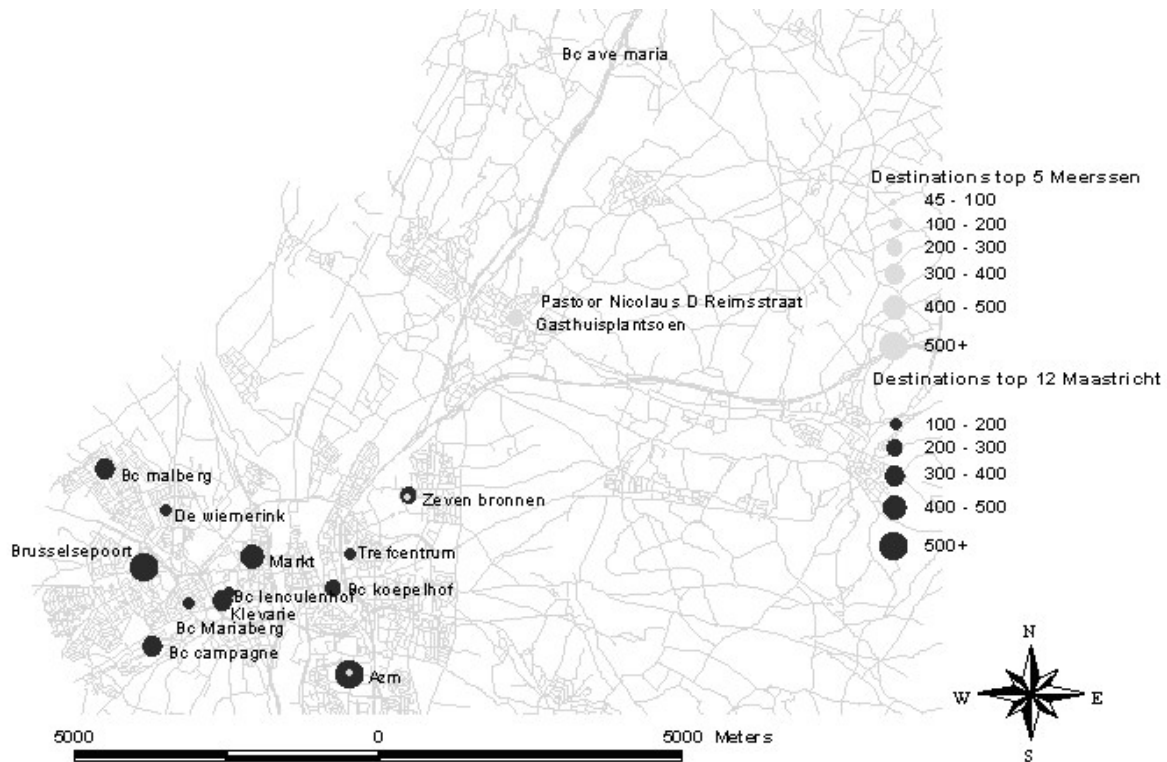 Bc ave maria
Destinations top 5 Meerssen
45 - 100
100 - 200
200 - 300
300 - 400
400 - 500
500+
Pastoor Nicolaus D Reimsstraat
Gasthuisplantsoen
Destinations top 12 Maastricht
100 - 200
200 - 300
300 - 400
400 - 500
500+
Bc malberg
De wiemerink
Zeven bronnen
Brusselsepoort
Markt
Trefcentrum
Bc koepelhof
Bc lenculenhof
Klevarie
Bc Mariaberg
Bc campagne
Azm
N
W E
S
5000 0 5000 Meters